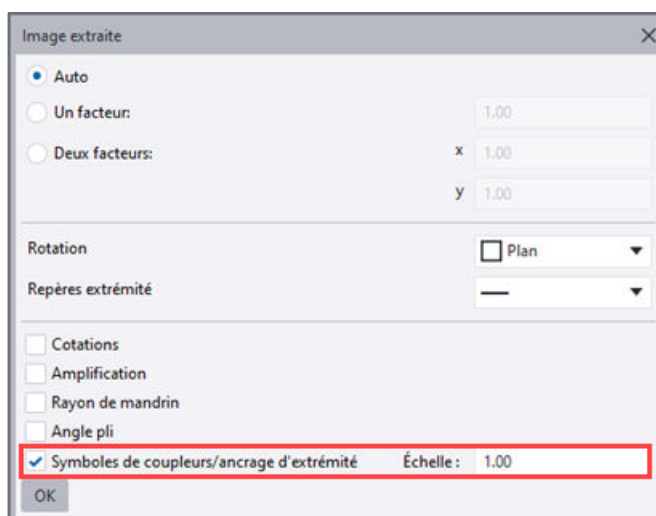 Image extraite
Auto
Un facteur: 1.00
Deux facteurs: x 1.00
y 1.00
Rotation Plan
Repères extrémité
Cotations
Amplification
Rayon de mandrin
Angle pli
Symboles de coupleurs/ancrage d'extrémité Échelle : 1.00
OK